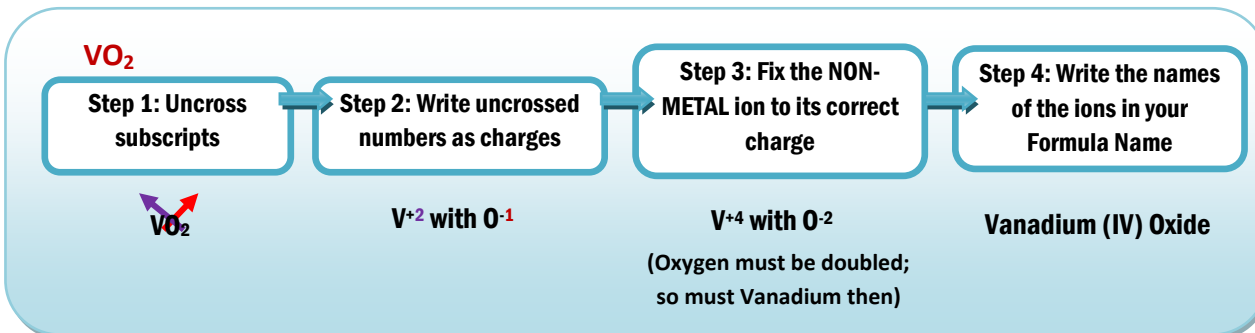 VO₂
Step 1: Uncross
subscripts
Step 2: Write uncrossed
numbers as charges
Step 3: Fix the NON-
METAL ion to its correct
charge
Step 4: Write the names
of the ions in your
Formula Name
VO₂
V⁺² with O⁻¹
V⁺⁴ with O⁻²
(Oxygen must be doubled;
so must Vanadium then)
Vanadium (IV) Oxide